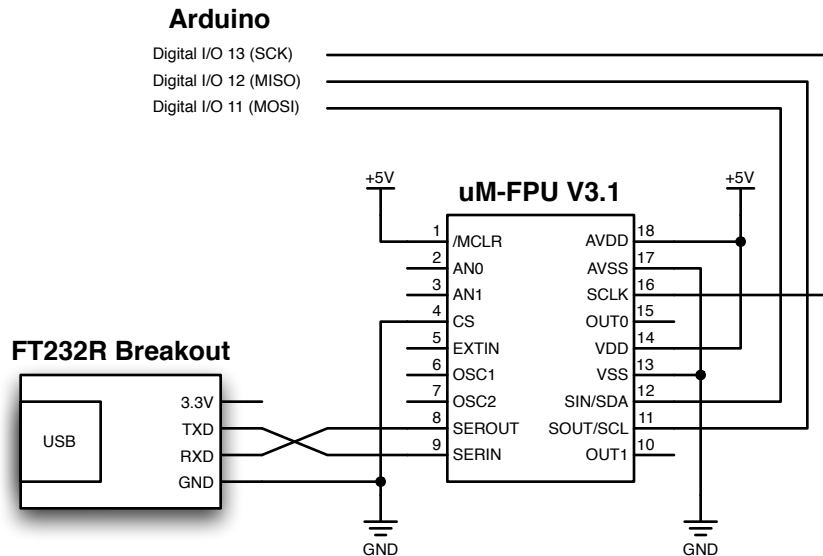 Arduino
Digital I/O 13 (SCK)
Digital I/O 12 (MISO)
Digital I/O 11 (MOSI)
+5V
uM-FPU V3.1
+5V
1 /MCLR AVDD 18
2 AN0 AVSS 17
3 AN1 SCLK 16
4 CS OUT0 15
5 EXTIN VDD 14
6 OSC1 VSS 13
7 OSC2 SIN/SDA 12
8 SEROUT SOUT/SCL 11
9 SERIN OUT1 10
FT232R Breakout
USB
3.3V
TXD
RXD
GND
GND
GND